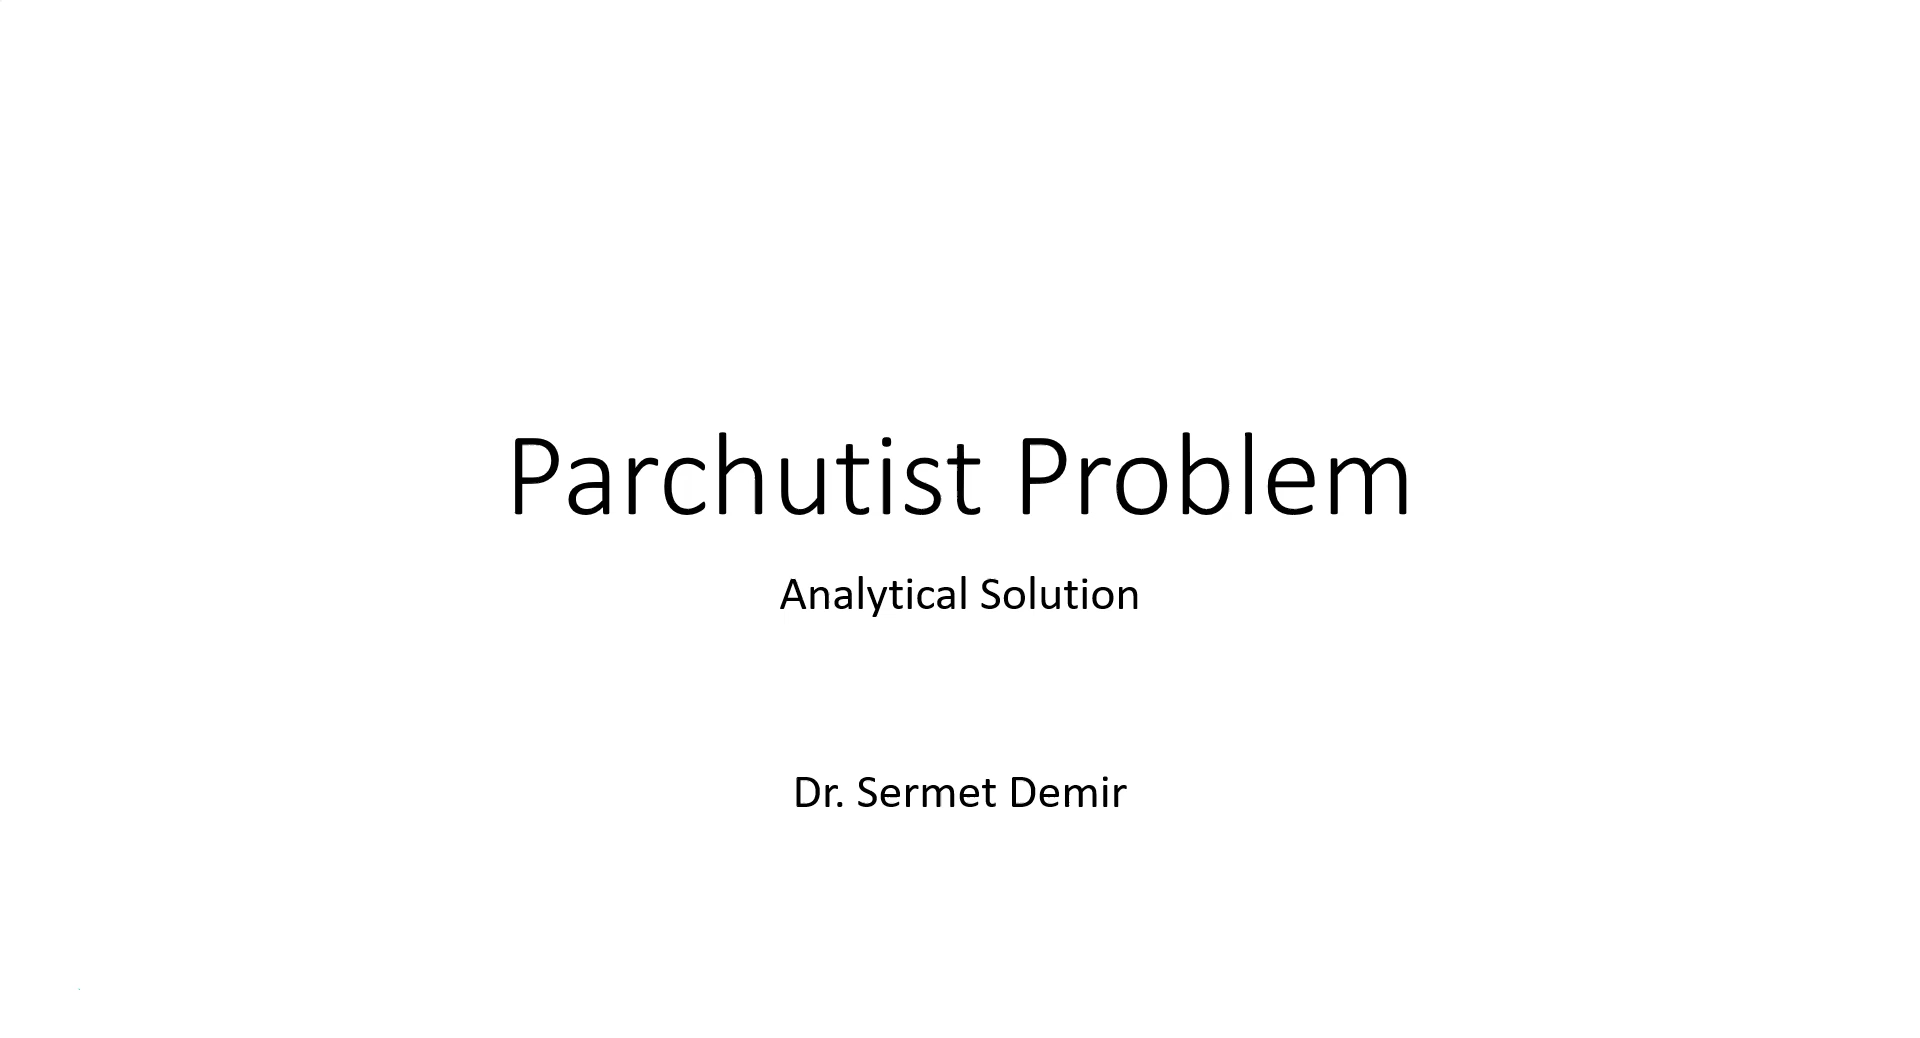 Parchutist Problem
Analytical Solution
Dr. Sermet Demir